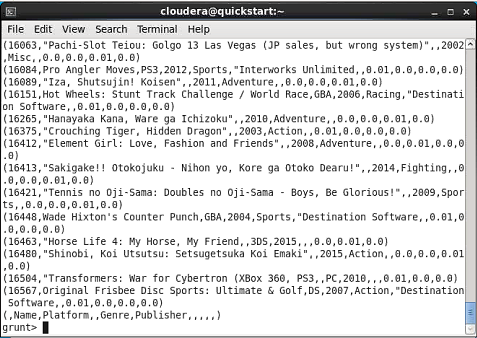 cloudera@quickstart:~
File Edit View Search Terminal Help
(16063,"Pachi-Slot Teiou: Golgo 13 Las Vegas (JP sales, but wrong system)",,2002
,Misc,,0.0,0.0,0.01,0.0)
(16084,Pro Angler Moves,PS3,2012,Sports,"Interworks Unlimited,,0.01,0.0,0.0,0.0)
(16089,"Iza, Shutsujin! Koisen",,2011,Adventure,,0.0,0.0,0.01,0.0)
(16151,Hot Wheels: Stunt Track Challenge / World Race,GBA,2006,Racing,"Destinati
on Software,,0.01,0.0,0.0,0.0)
(16265,"Hanayaka Kana, Ware ga Ichizoku",,2010,Adventure,,0.0,0.0,0.01,0.0)
(16375,"Crouching Tiger, Hidden Dragon",,2003,Action,,0.01,0.0,0.0,0.0)
(16412,"Element Girl: Love, Fashion and Friends",,2008,Adventure,,0.0,0.01,0.0,0
.0)
(16413,"Sakigake!! Otokojuku - Nihon yo, Kore ga Otoko Dearu!",,2014,Fighting,,0
.0,0.0,0.01,0.0)
(16421,"Tennis no Oji-Sama: Doubles no Oji-Sama - Boys, Be Glorious!",,2009,Spor
ts,,0.0,0.0,0.01,0.0)
(16448,Wade Hixton's Counter Punch,GBA,2004,Sports,"Destination Software,,0.01,0
.0,0.0,0.0)
(16463,"Horse Life 4: My Horse, My Friend,,3DS,2015,,,0.0,0.01,0.0)
(16480,"Shinobi, Koi Utsutsu: Setsugetsuka Koi Emaki",,2015,Action,,0.0,0.0,0.01
,0.0)
(16504,"Transformers: War for Cybertron (XBox 360, PS3,,PC,2010,,,0.01,0.0,0.0)
(16567,Original Frisbee Disc Sports: Ultimate & Golf,DS,2007,Action,"Destination
 Software,,0.01,0.0,0.0,0.0)
(,Name,Platform,,Genre,Publisher,,,,,)
grunt>